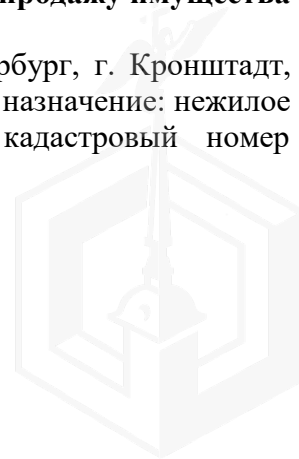 продажу имущества
рбург, г. Кронштадт,
назначение: нежилое
кадастровый номер